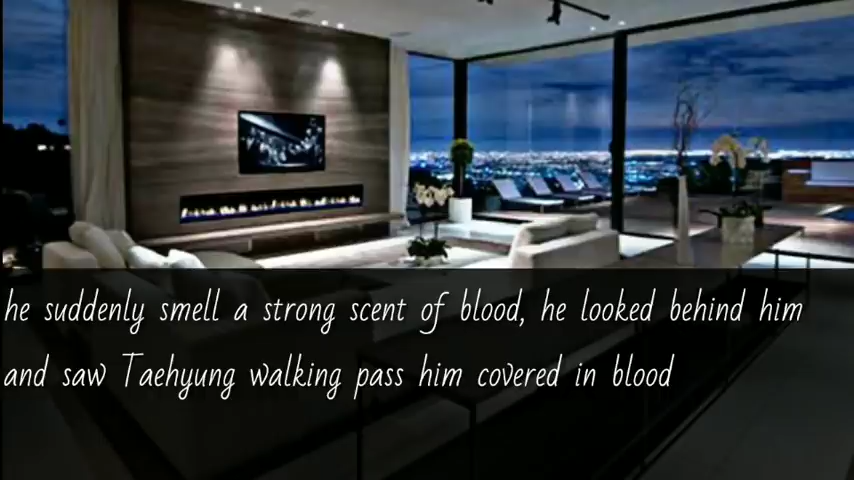 he suddenly smell a strong scent of blood, he looked behind him
and saw Taehyung walking pass him covered in blood